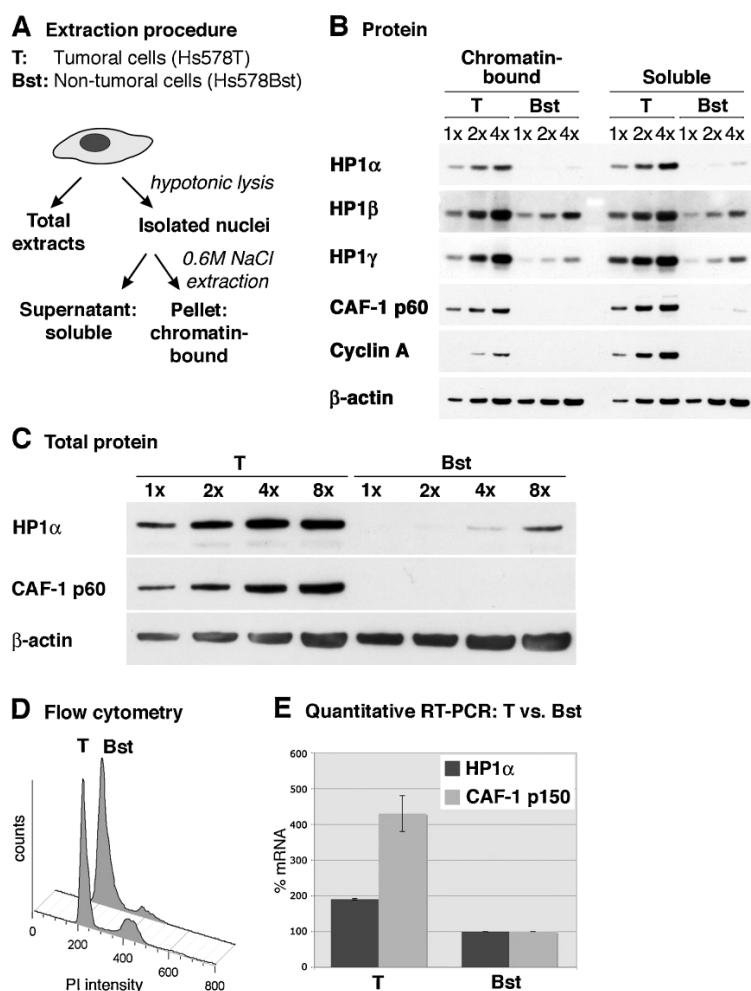 A Extraction procedure
T: Tumoral cells (Hs578T)
Bst: Non-tumoral cells (Hs578Bst)
hypotonic lysis
Total extracts
Isolated nuclei
0.6M NaCl extraction
Supernatant: soluble
Pellet: chromatin-bound
B Protein
Chromatin-bound Soluble
T Bst T Bst
1x 2x 4x 1x 2x 4x 1x 2x 4x 1x 2x 4x
HP1α
HP1β
HP1γ
CAF-1 p60
Cyclin A
β-actin
C Total protein
T Bst
1x 2x 4x 8x 1x 2x 4x 8x
HP1α
CAF-1 p60
β-actin
D Flow cytometry
T Bst
counts
0 200 400 600 800
PI intensity
E Quantitative RT-PCR: T vs. Bst
% mRNA
600
500
400
300
200
100
0
HP1α
CAF-1 p150
T Bst